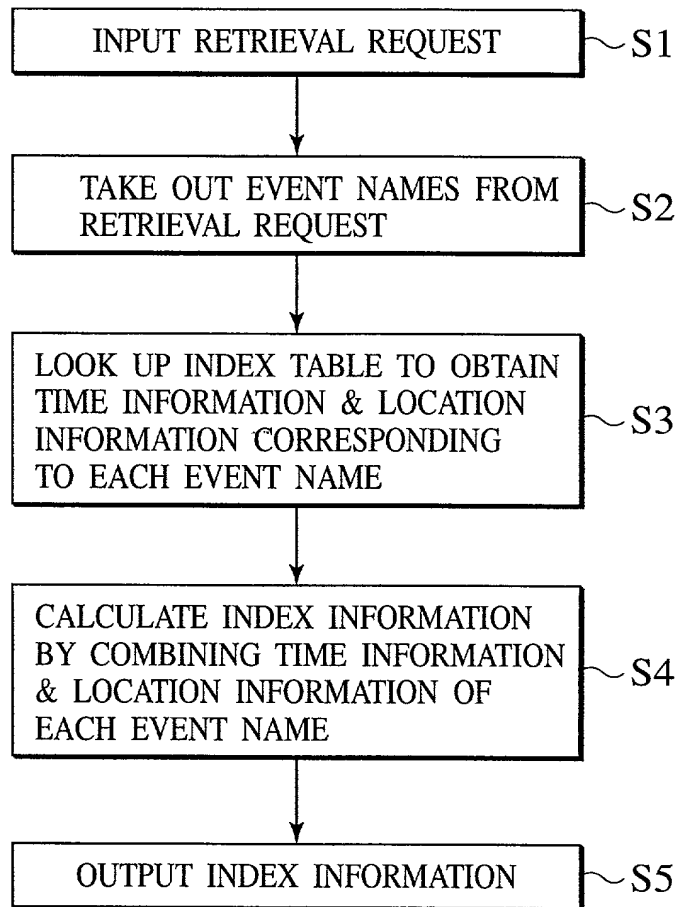 INPUT RETRIEVAL REQUEST
S1
TAKE OUT EVENT NAMES FROM
RETRIEVAL REQUEST
S2
LOOK UP INDEX TABLE TO OBTAIN
TIME INFORMATION & LOCATION
INFORMATION CORRESPONDING
TO EACH EVENT NAME
S3
CALCULATE INDEX INFORMATION
BY COMBINING TIME INFORMATION
& LOCATION INFORMATION OF
EACH EVENT NAME
S4
OUTPUT INDEX INFORMATION
S5